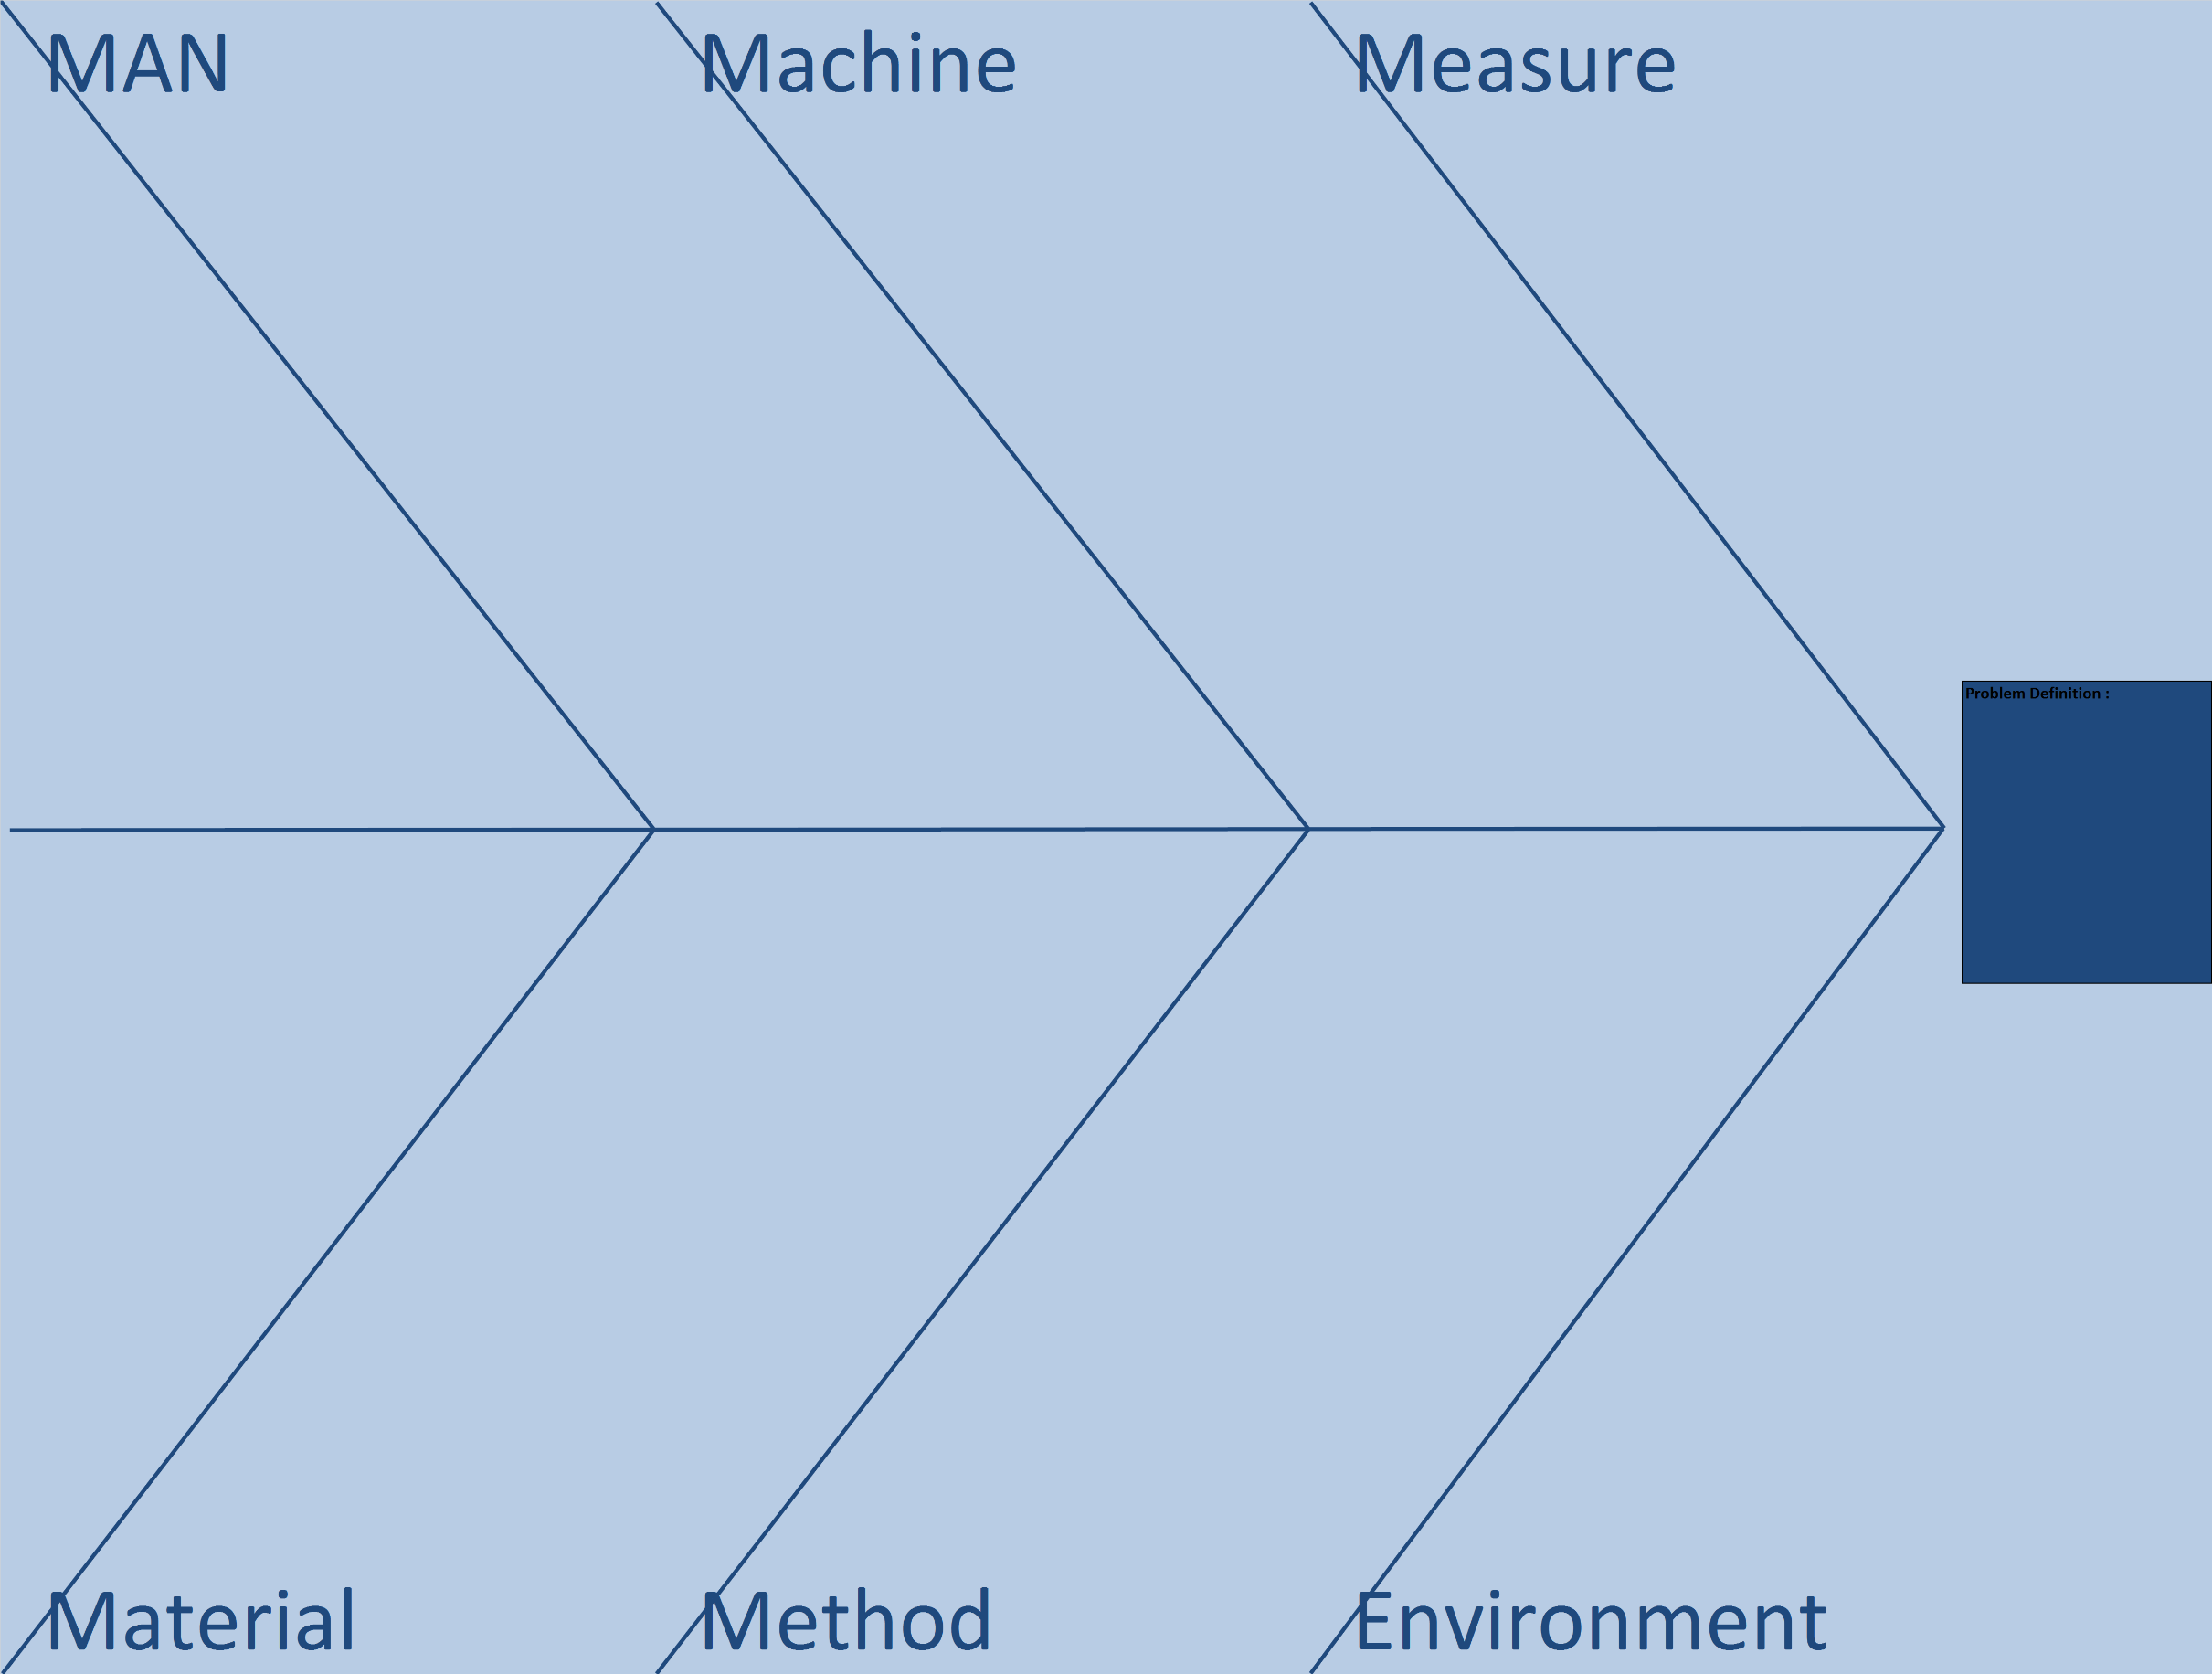 MAN
Machine
Measure
Problem Definition :
Material
Method
Environment